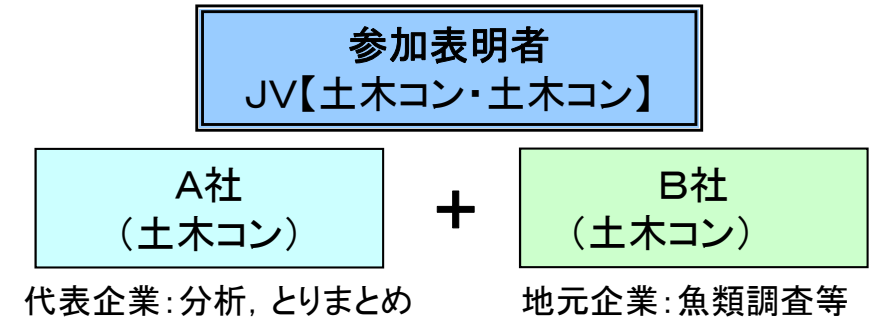 参加表明者
JV【土木コン・土木コン】
A社
（土木コン）
+
B社
（土木コン）
代表企業：分析，とりまとめ
地元企業：魚類調査等